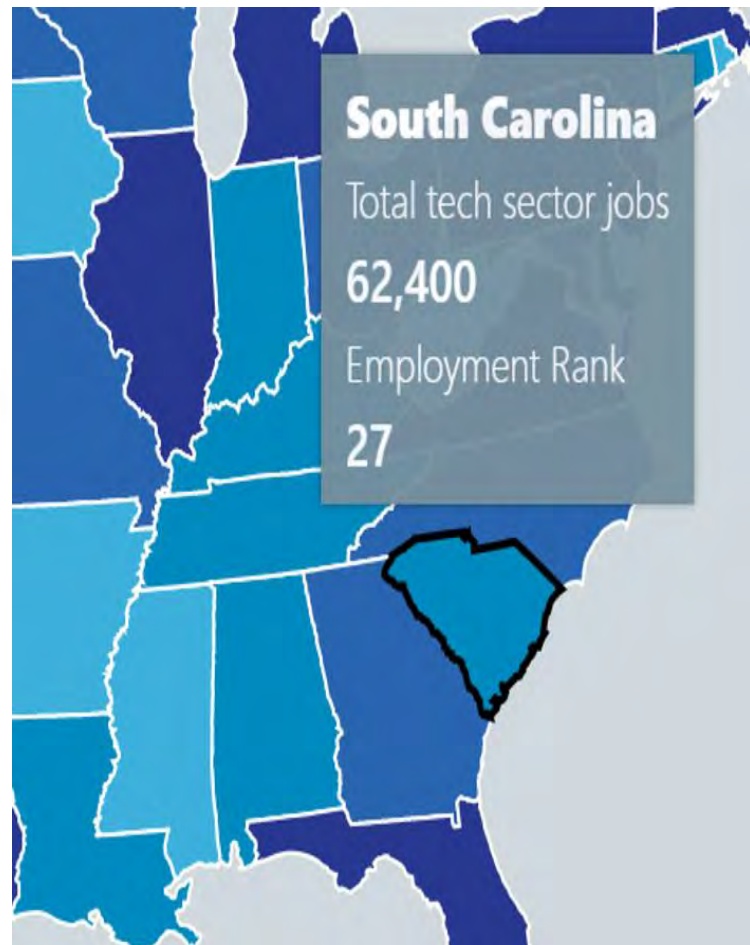 South Carolina
Total tech sector jobs
62,400
Employment Rank
27